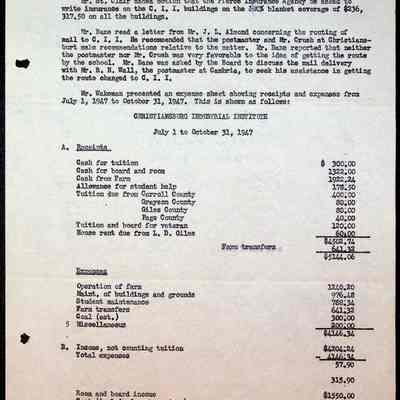 Mr. St. Clair made motion that the Pierce Insurance Agency be asked to
write insurance on the C. I. I. buildings on the blanket coverage of $236,
317.50 on all the buildings.
Mr. Bane read a letter from Mr. J. L. Almond concerning the routing of
mail to C. I. I. He recommended that the postmaster and Mr. Crush at Christians-
burg make recommendations relative to the matter. Mr. Bane reported that neither
the postmaster nor Mr. Crush was very favorable to the idea of getting the route
by the school. Mr. Bane was asked by the Board to discuss the mail delivery
with Mr. R. N. Wall, the postmaster at Cambria, to seek his assistance in getting
the route changed to C. I. I.
Mr. Wakeman presented an expense sheet showing receipts and expenses from
July 1, 1947 to October 31, 1947. This is shown as follows:
CHRISTIANSBURG INDUSTRIAL INSTITUTE
July 1 to October 31, 1947
A. Receipts
Cash for tuition $ 300.00
Cash for board and room 1322.00
Cash from Farm 1922.24
Allowance for student help 178.50
Tuition due from Carroll County 400.00
Grayson County 80.00
Giles County 80.00
Page County 80.00
Tuition and board for veteran 120.00
House rent due from L. D. Giles 60.00
$4502.74
Farm transfers 641.32
$5144.06
Expenses
Operation of farm 1240.20
Maint. of buildings and grounds 976.48
Student maintenance 788.34
Farm transfers 641.32
Coal (est.) 300.00
5 Miscellaneous 200.00
$4146.34
B. Income, not counting tuition $4204.24
Total expenses - 4146.34
57.90
315.90
Room and board income $1550.00